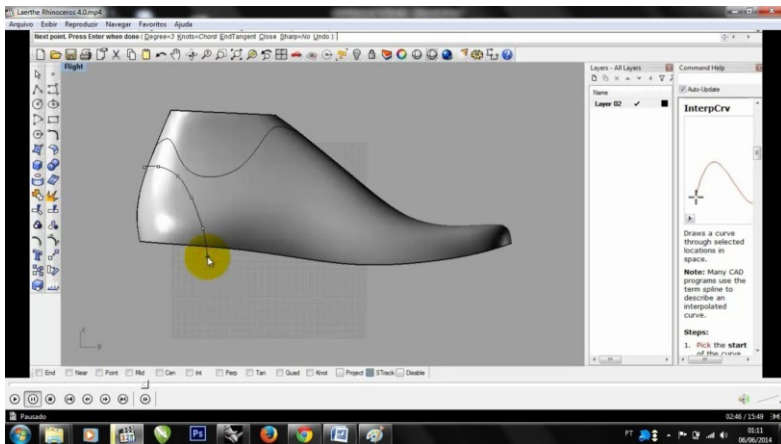 Laerthe Rhinoceros 4.0.mp4
Arquivo Exibir Reproduzir Navegar Favoritos Ajuda
Next point. Press Enter when done ( Degree=3 Knots=Chord EndTangent Close Sharp=No Undo ):
Right
Layers - All Layers
Command Help
Auto-Update
Name
Layer 02
InterpCrv
Draws a curve
through selected
locations in
space.
Note: Many CAD
programs use the
term spline to
describe an
interpolated
curve.
Steps:
1. Pick the start
of the curve
z
y
End Near Point Mid Cen Int Perp Tan Quad Knot Project STrack Disable
Pausado
02:46 / 15:49
Ps
PT
01:11
06/06/2014